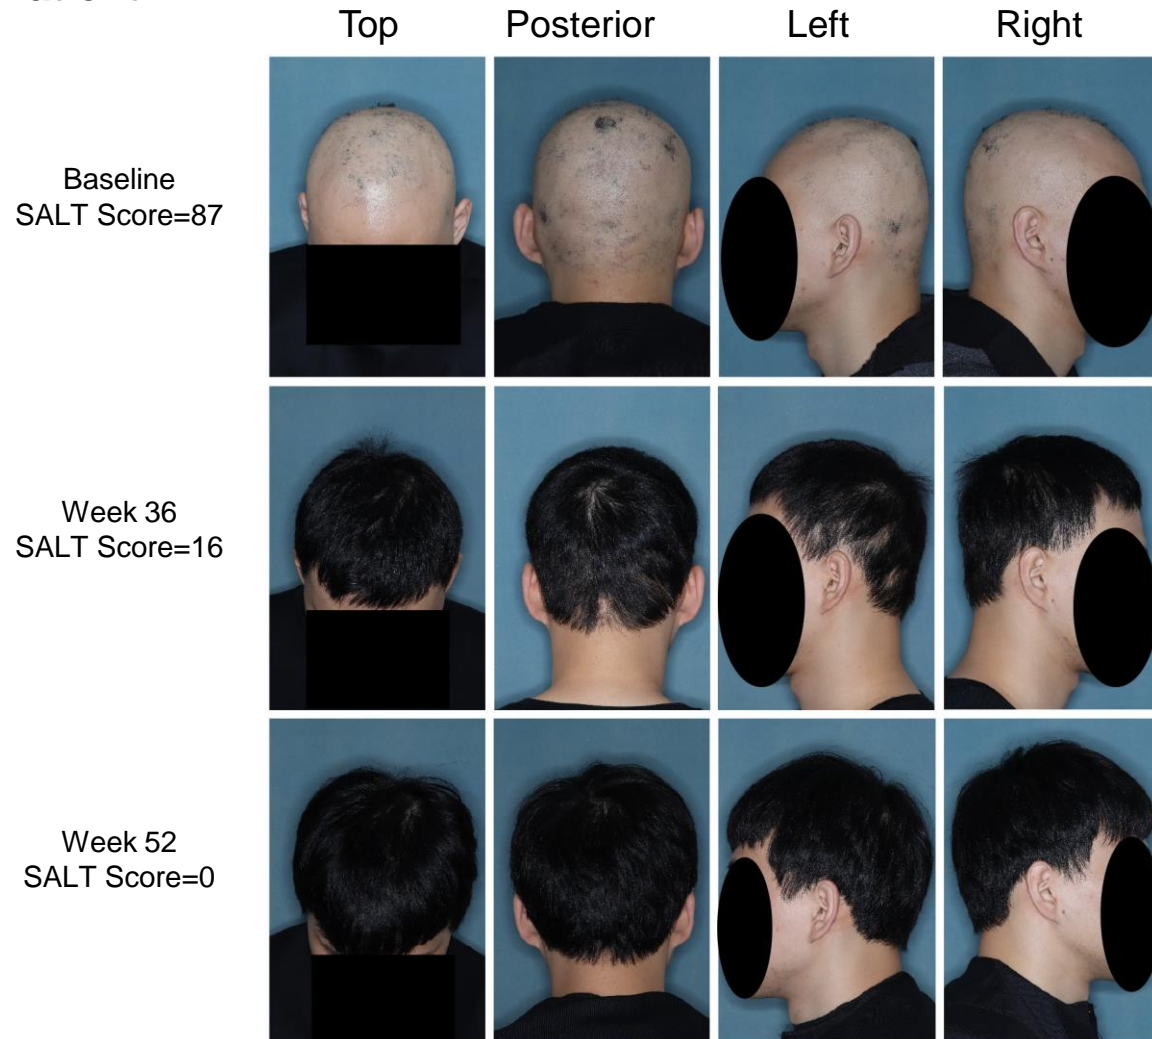 Top Posterior Left Right
Baseline
SALT Score=87
Week 36
SALT Score=16
Week 52
SALT Score=0